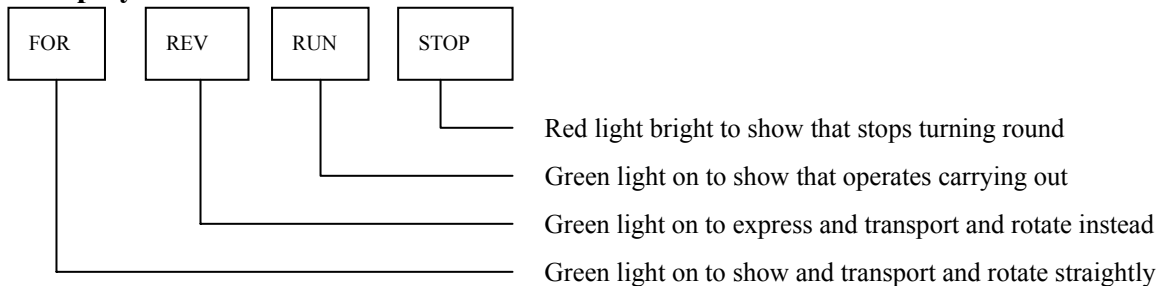 FOR REV RUN STOP
Red light bright to show that stops turning round
Green light on to show that operates carrying out
Green light on to express and transport and rotate instead
Green light on to show and transport and rotate straightly